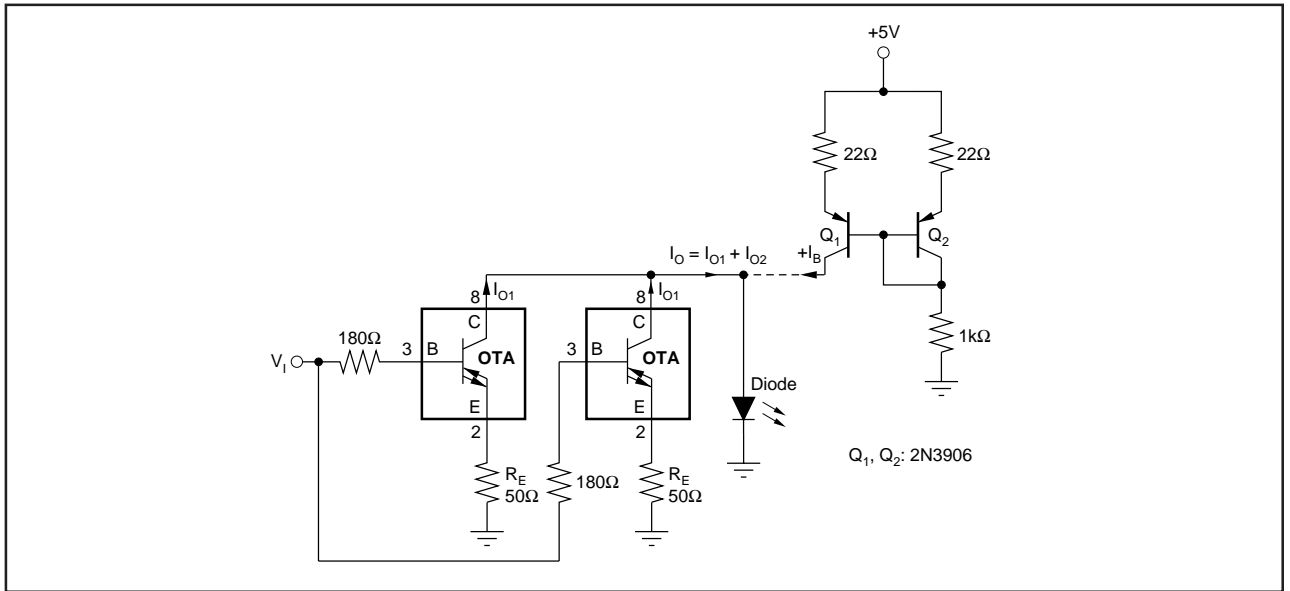 +5V
22Ω
22Ω
Q1
Q2
IO = IO1 + IO2
+IB
8
IO1
8
IO1
C
C
180Ω
1kΩ
VI
3
B
OTA
3
B
OTA
Diode
E
E
2
2
Q1, Q2: 2N3906
RE
50Ω
180Ω
RE
50Ω